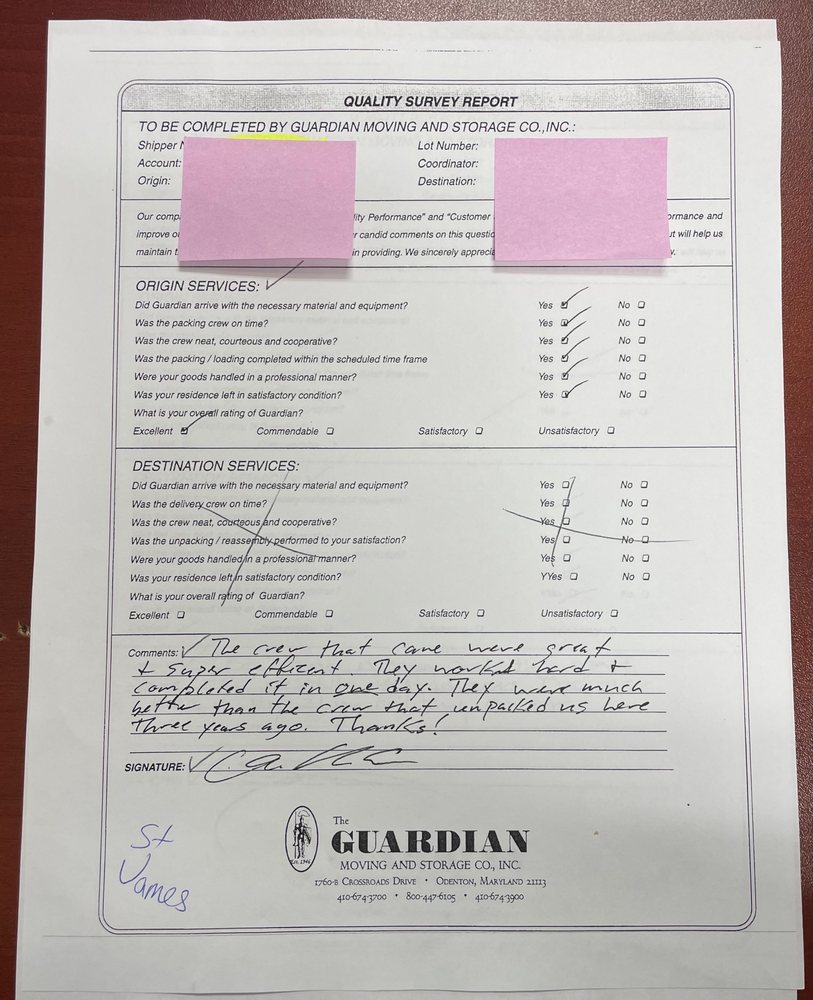 QUALITY SURVEY REPORT
TO BE COMPLETED BY GUARDIAN MOVING AND STORAGE CO.,INC.:
Shipper Lot Number:
Account: Coordinator:
Origin: Destination:
Our lity Performance" and "Customer ormance and
improve candid comments on this ut will help us
maintain in providing. We sincerely
ORIGIN SERVICES:
Did Guardian arrive with the necessary material and equipment? Yes No
Was the packing crew on time? Yes No
Was the crew neat, courteous and cooperative? Yes No
Was the packing / loading completed within the scheduled time frame Yes No
Were your goods handled in a professional manner? Yes No
Was your residence left in satisfactory condition? Yes No
What is your overall rating of Guardian?
Excellent Commendable Satisfactory Unsatisfactory
DESTINATION SERVICES:
Did Guardian arrive with the necessary material and equipment? Yes No
Was the delivery crew on time? Yes No
Was the crew neat, courteous and cooperative? Yes No
Was the unpacking / reassembly performed to your satisfaction? Yes No
Were your goods handled in a professional manner? Yes No
Was your residence left in satisfactory condition? YYes No
What is your overall rating of Guardian?
Excellent Commendable Satisfactory Unsatisfactory
Comments: The crew that came were great
+ super efficient. They worked hard +
completed it in one day. They were much
better than the crew that unpacked us here
three years ago. Thanks!
SIGNATURE:
St
James
The
GUARDIAN
Est. 1946
MOVING AND STORAGE CO., INC.
1760-B CROSSROADS DRIVE • ODENTON, MARYLAND 21113
410-674-3700 • 800-447-6105 • 410-674-3900